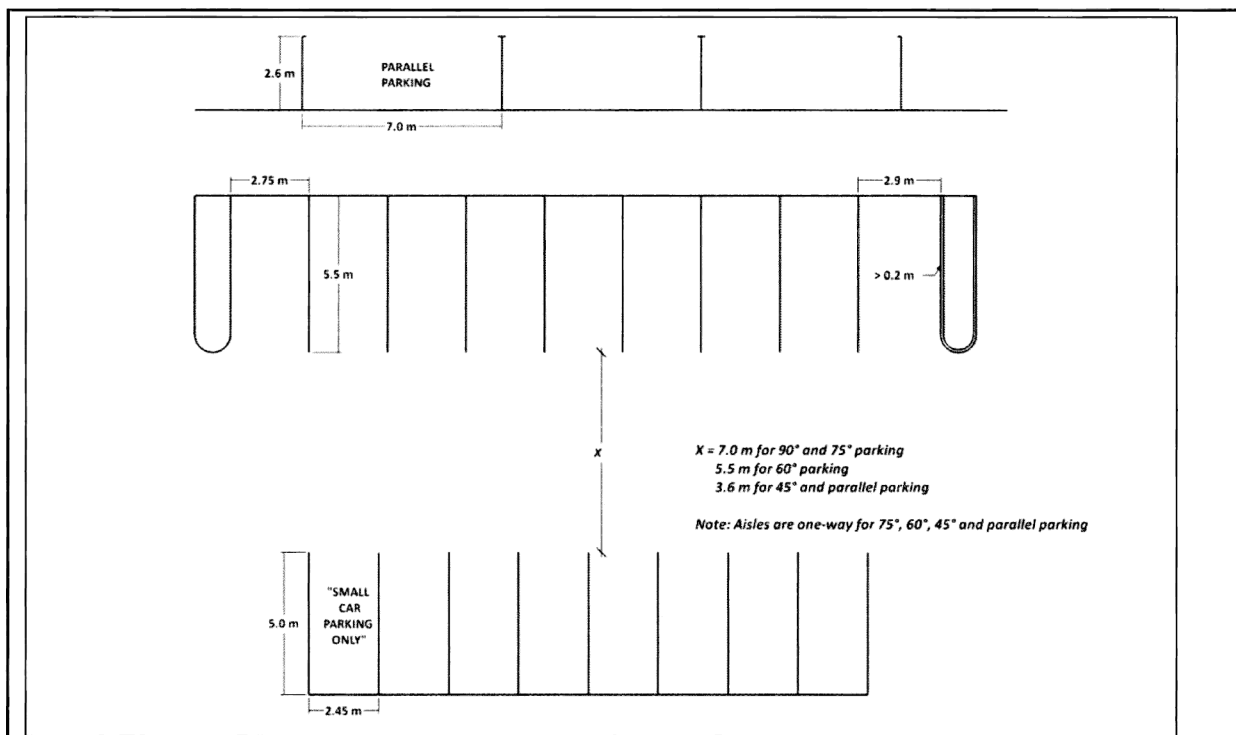 2.6 m
PARALLEL
PARKING
7.0 m
2.75 m
2.9 m
5.5 m
> 0.2 m
X
X = 7.0 m for 90° and 75° parking
5.5 m for 60° parking
3.6 m for 45° and parallel parking
Note: Aisles are one-way for 75°, 60°, 45° and parallel parking
5.0 m
"SMALL
CAR
PARKING
ONLY"
2.45 m